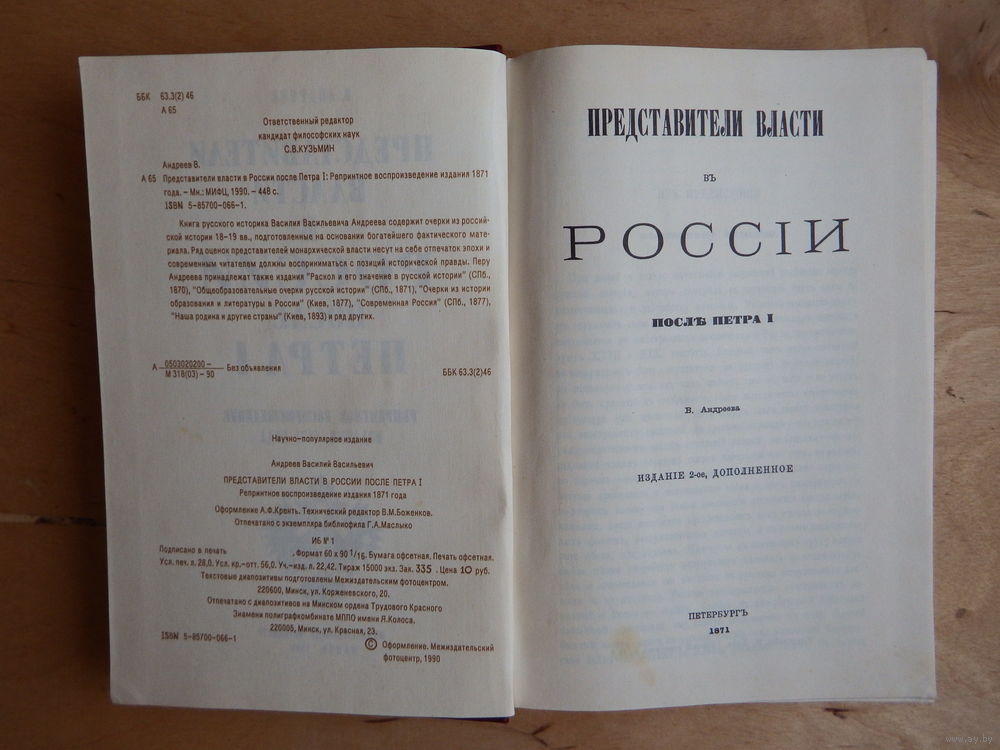 ББК 63.3(2) 46
А 65
Ответственный редактор
кандидат философских наук
С.В.КУЗЬМИН
Андреев В.
А 65 Представители власти в России после Петра I: Репринтное воспроизведение издания 1871
года. – Мн.: МИФЦ, 1990. – 448 с.
ISBN 5-85700-066-1.
Книга русского историка Василия Васильевича Андреева содержит очерки из россий-
ской истории 18–19 вв., подготовленные на основании богатейшего фактического мате-
риала. Ряд оценок представителей монархической власти несут на себе отпечаток эпохи и
современным читателем должны восприниматься с позиций исторической правды. Перу
Андреева принадлежат также издания "Раскол и его значение в русской истории" (СПб.,
1870), "Общеобразовательные очерки русской истории" (СПб., 1871), "Очерки из истории
образования и литературы в России" (Киев, 1877), "Современная Россия" (СПб., 1877),
"Наша родина и другие страны" (Киев, 1893) и ряд других.
А 0503020200 – Без объявления
М 318(03) – 90
ББК 63.3(2)46
Научно-популярное издание
Андреев Василий Васильевич
ПРЕДСТАВИТЕЛИ ВЛАСТИ В РОССИИ ПОСЛЕ ПЕТРА I
Репринтное воспроизведение издания 1871 года
Оформление А.Ф.Кренть. Технический редактор В.М.Боженков.
Отпечатано с экземпляра библиофила Г.А.Маслыко
ИБ № 1
Подписано в печать . Формат 60 х 90 1/16. Бумага офсетная. Печать офсетная.
Усл. печ. л. 28,0. Усл. кр.-отт. 56,0. Уч.-изд. л. 22,42. Тираж 15000 экз. Зак. 335 . Цена 10 руб.
Текстовые диапозитивы подготовлены Межиздательским фотоцентром.
220600, Минск, ул. Корженевского, 20.
Отпечатано с диапозитивов на Минском ордена Трудового Красного
Знамени полиграфкомбинате МППО имени Я.Коласа.
220005, Минск, ул. Красная, 23.
ISBN 5-85700-066-1
© Оформление. Межиздательский
фотоцентр, 1990
ПРЕДСТАВИТЕЛИ ВЛАСТИ
ВЪ
РОССІИ
ПОСЛѢ ПЕТРА I
В. Андреева
ИЗДАНІЕ 2-ое, ДОПОЛНЕННОЕ
ПЕТЕРБУРГЪ
1871
www.ay.by